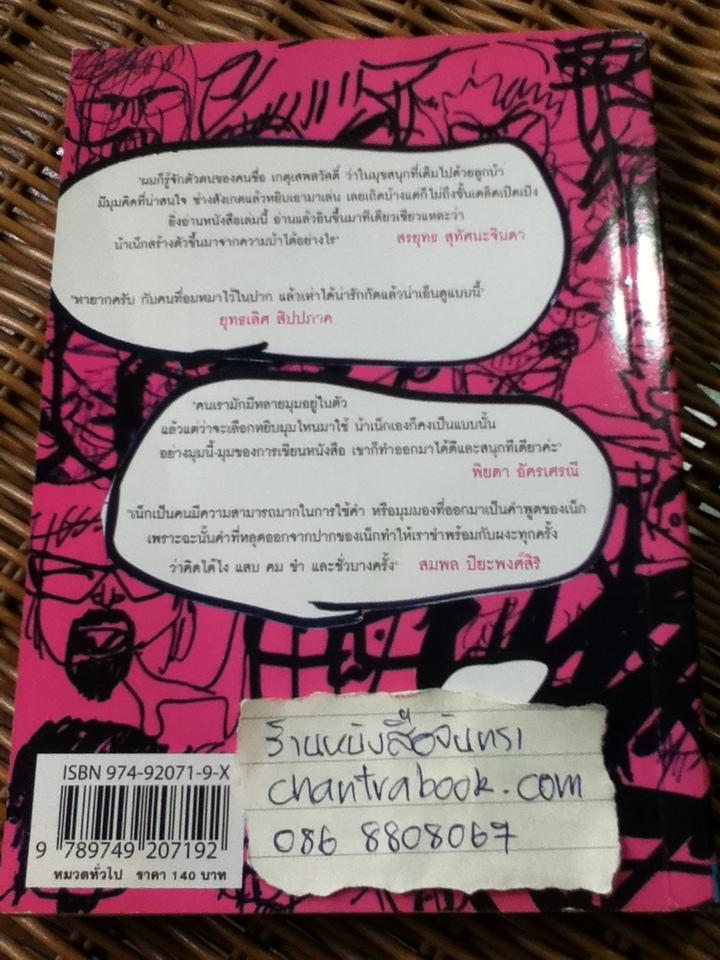 "ผมก็รู้จักตัวตนของคนชื่อ เกตุเสพสวัสดิ์ ว่าในมุขสนุกที่เต็มไปด้วยลูกบ้า
มีมุมคิดที่น่าสนใจ ช่างสังเกตแล้วหยิบเอามาเล่น เลยเถิดบ้างแต่ก็ไม่ถึงขั้นเตลิดเปิดเปิง
ยิ่งอ่านหนังสือเล่มนี้ อ่านแล้วอินขึ้นมาทีเดียวเชียวแหละว่า
น้าเน็กสร้างตัวขึ้นมาจากความบ้าได้อย่างไร" สรยุทธ สุทัศนะจินดา
"หายากครับ กับคนที่อมหมาไว้ในปาก แล้วเห่าได้น่ารักกัดแล้วน่าเอ็นดูแบบนี้"
ยุทธเลิศ สิปปภาค
"คนเรามักมีหลายมุมอยู่ในตัว
แล้วแต่ว่าจะเลือกหยิบมุมไหนมาใช้ น้าเน็กเองก็คงเป็นแบบนั้น
อย่างมุมนี้-มุมของการเขียนหนังสือ เขาก็ทำออกมาได้ดีและสนุกทีเดียวค่ะ"
พิยดา อัครเศรณี
"เน็กเป็นคนมีความสามารถมากในการใช้คำ หรือมุมมองที่ออกมาเป็นคำพูดของเน็ก
เพราะฉะนั้นคำที่หลุดออกจากปากของเน็กทำให้เราขำพร้อมกับผงะทุกครั้ง
ว่าคิดได้ไง แสบ คม ขำ และชั่วบางครั้ง" สมพล ปิยะพงศ์สิริ
ร้านหนังสือจันทรา
chantrabook.com
086 8808067
ISBN 974-92071-9-X
9 789749 207192
หมวดทั่วไป ราคา 140 บาท